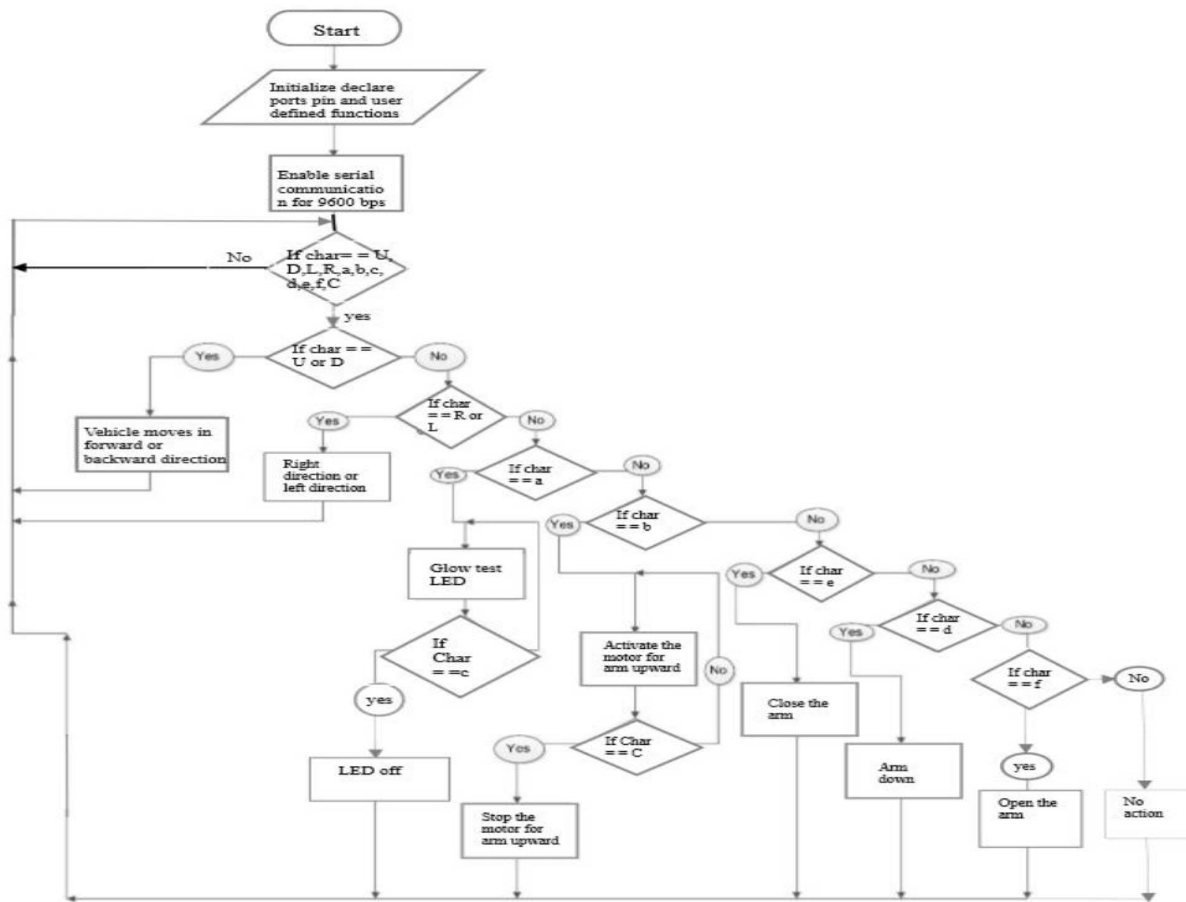 Start
Initialize declare
ports pin and user
defined functions
Enable serial
communicatio
n for 9600 bps
No
If char= = U,
D,L,R,a,b,c,
d,e,f,C
yes
Yes
If char = =
U or D
No
Vehicle moves in
forward or
backward direction
Yes
If char
= = R or
L
No
Right
direction or
left direction
Yes
If char
= = a
No
Glow test
LED
If
Char
= =c
yes
LED off
Yes
If char
= = b
No
Activate the
motor for
arm upward
No
If Char
= = C
Yes
Stop the
motor for
arm upward
Yes
If char
= = e
No
Close the
arm
Yes
If char
= = d
No
Arm
down
If char
= = f
No
yes
Open the
arm
No
action